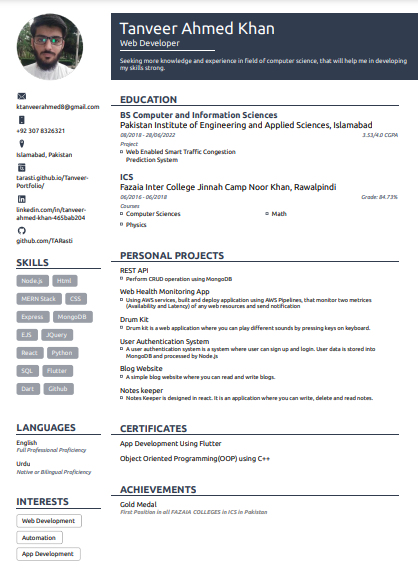 Tanveer Ahmed Khan
Web Developer
Seeking more knowledge and experience in field of computer science, that will help me in developing
my skills strong.
ktanveerahmed8@gmail.com
+92 307 8326321
Islamabad, Pakistan
tarasti.github.io/Tanveer-
Portfolio/
linkedin.com/in/tanveer-
ahmed-khan-465bab204
github.com/TARasti
SKILLS
Node.js Html
MERN Stack CSS
Express MongoDB
EJS JQuery
React Python
SQL Flutter
Dart Github
LANGUAGES
English
Full Professional Proficiency
Urdu
Native or Bilingual Proficiency
INTERESTS
Web Development
Automation
App Development
EDUCATION
BS Computer and Information Sciences
Pakistan Institute of Engineering and Applied Sciences, Islamabad
08/2018 - 28/06/2022 3.53/4.0 CGPA
Project
Web Enabled Smart Traffic Congestion
Prediction System
ICS
Fazaia Inter College Jinnah Camp Noor Khan, Rawalpindi
06/2016 - 06/2018 Grade: 84.73%
Courses
Computer Sciences Math
Physics
PERSONAL PROJECTS
REST API
Perform CRUD operation using MongoDB
Web Health Monitoring App
Using AWS services, built and deploy application using AWS Pipelines, that monitor two metrices
(Availability and Latency) of any web resources and send notification
Drum Kit
Drum kit is a web application where you can play different sounds by pressing keys on keyboard.
User Authentication System
A user authentication system is a system where user can sign up and login. User data is stored into
MongoDB and processed by Node.js
Blog Website
A simple blog website where you can read and write blogs.
Notes keeper
Notes Keeper is designed in react. It is an application where you can write, delete and read notes.
CERTIFICATES
App Development Using Flutter
Object Oriented Programming(OOP) using C++
ACHIEVEMENTS
Gold Medal
First Position in all FAZAIA COLLEGES in ICS in Pakistan